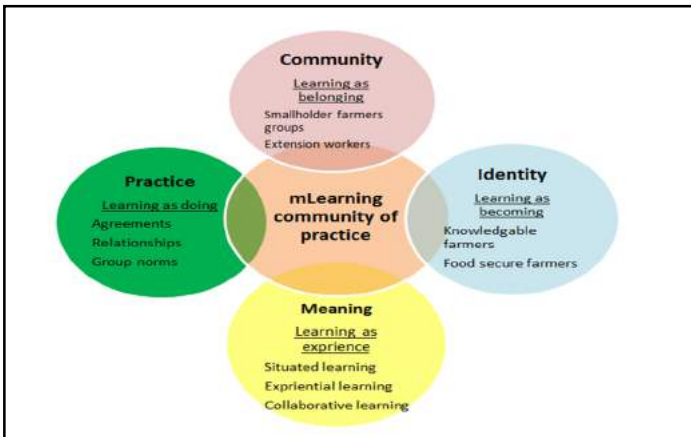 Community
Learning as
belonging
Smallholder farmers
groups
Extension workers
Practice
Learning as doing
Agreements
Relationships
Group norms
mLearning
community of
practice
Identity
Learning as
becoming
Knowledgable
farmers
Food secure farmers
Meaning
Learning as
exprience
Situated learning
Expriential learning
Collaborative learning